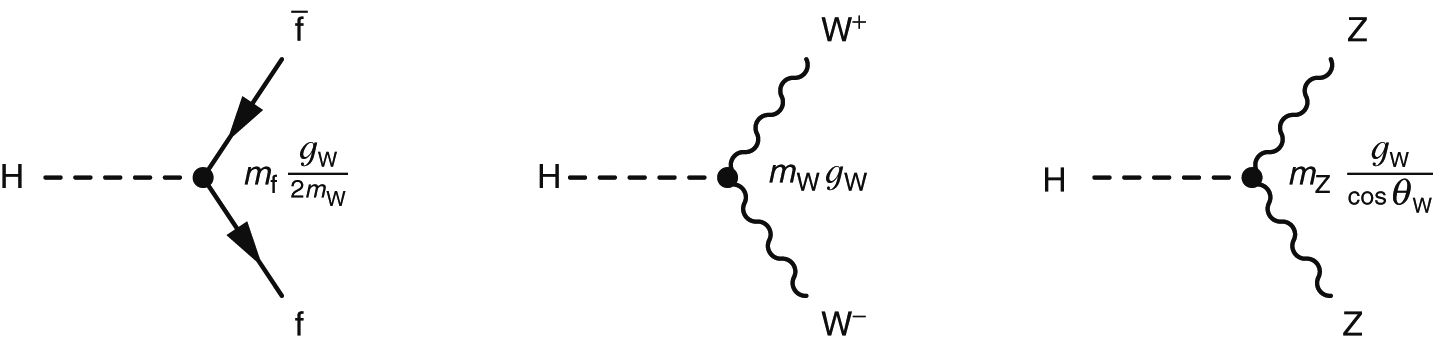 f̅
H
m_f g_W / 2m_W
f
W⁺
H
m_W g_W
W⁻
Z
H
m_Z g_W / cos θ_W
Z